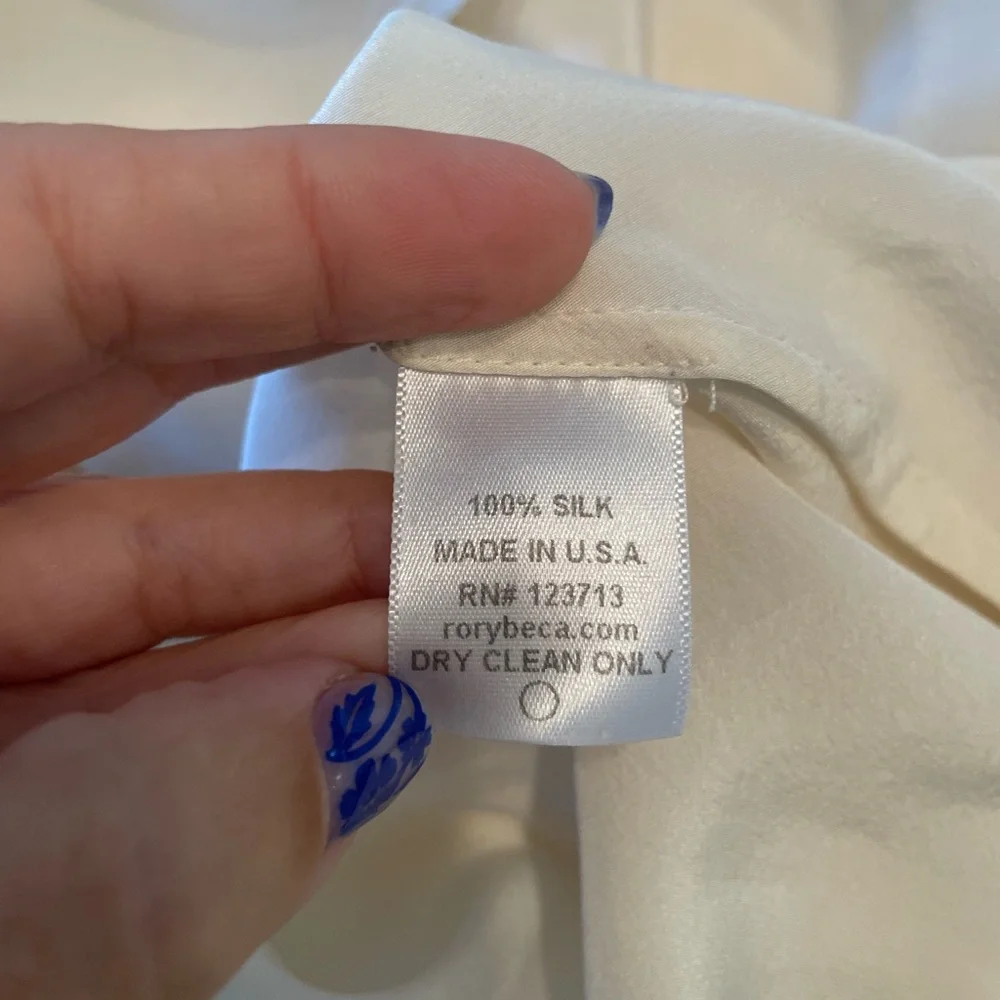 100% SILK
MADE IN U.S.A.
RN# 123713
rorybeca.com
DRY CLEAN ONLY